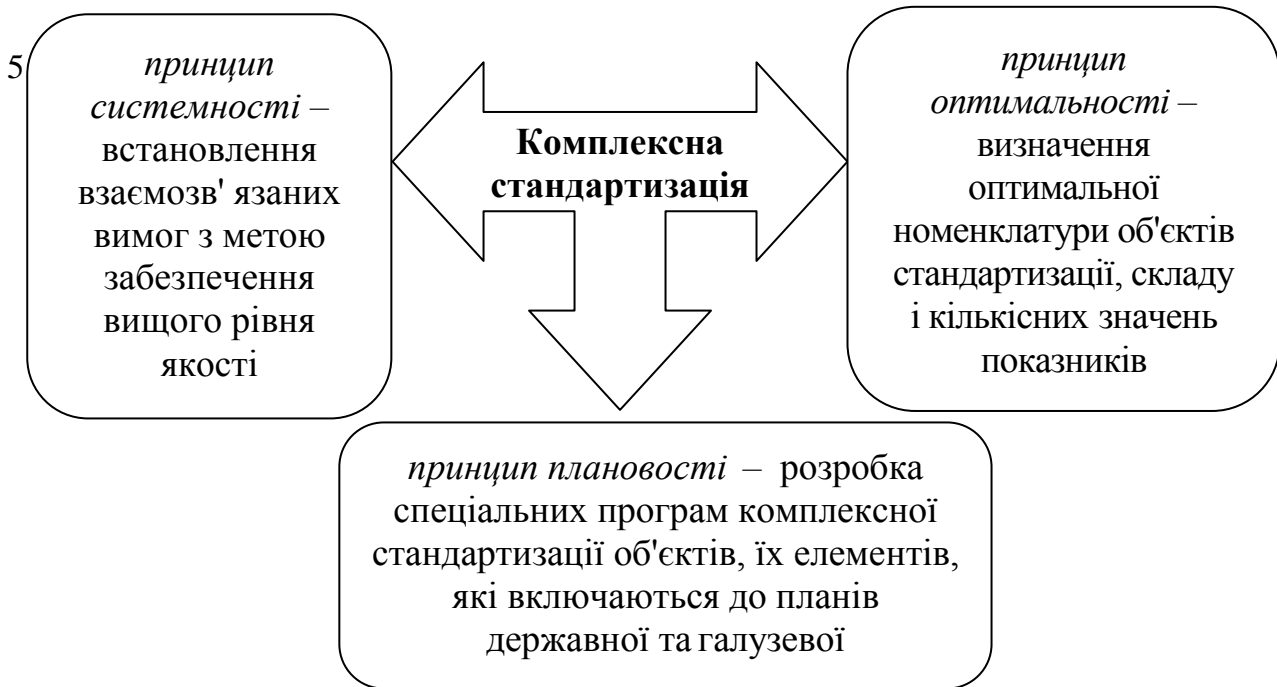 5
принцип
системності –
встановлення
взаємозв' язаних
вимог з метою
забезпечення
вищого рівня
якості
Комплексна
стандартизація
принцип
оптимальності –
визначення
оптимальної
номенклатури об'єктів
стандартизації, складу
і кількісних значень
показників
принцип плановості – розробка
спеціальних програм комплексної
стандартизації об'єктів, їх елементів,
які включаються до планів
державної та галузевої